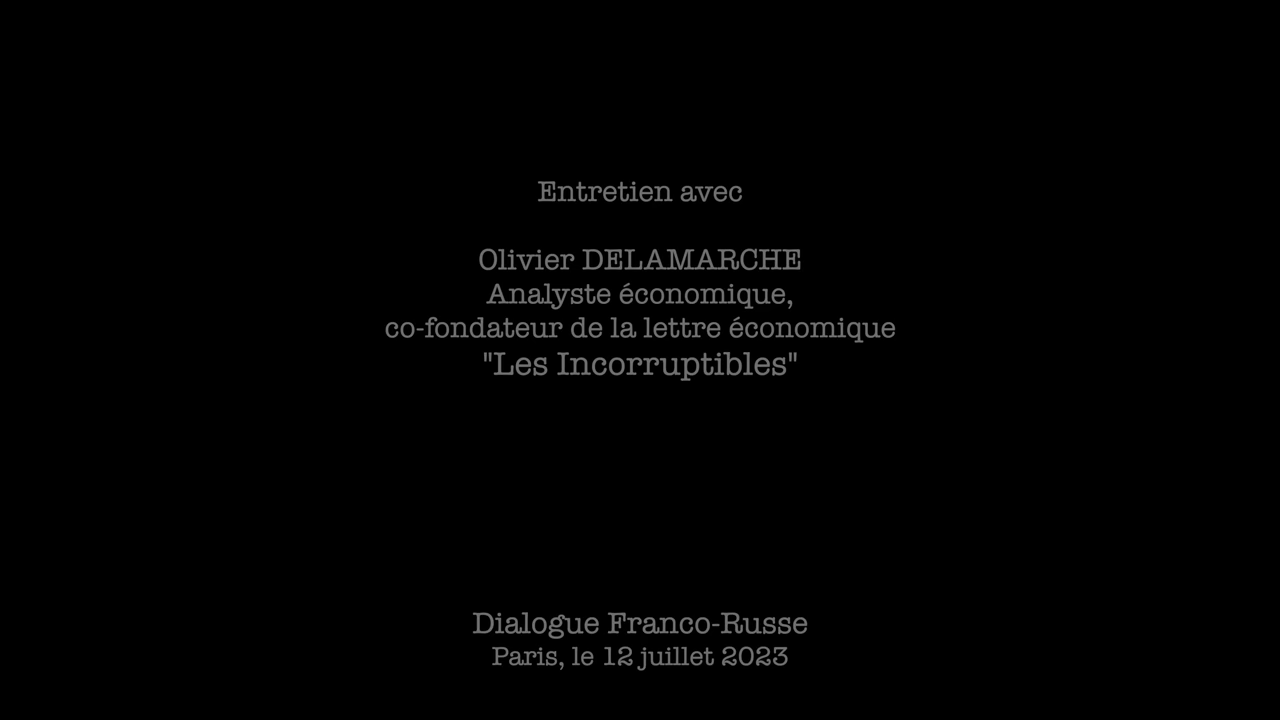 Entretien avec
Olivier DELAMARCHE
Analyste économique,
co-fondateur de la lettre économique
"Les Incorruptibles"
Dialogue Franco-Russe
Paris, le 12 juillet 2023